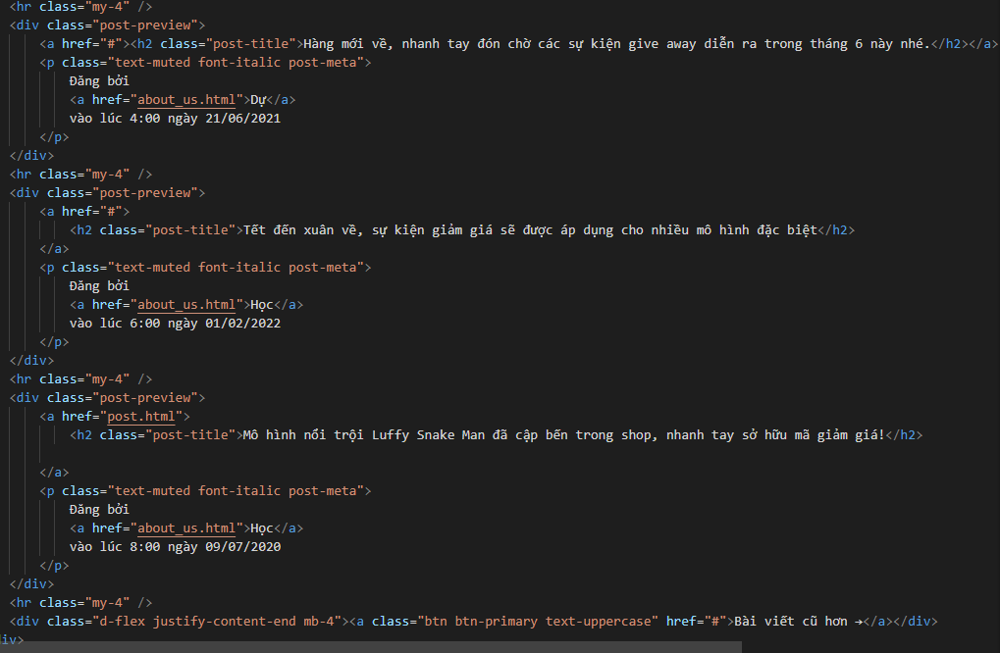 <hr class="my-4" />
<div class="post-preview">
<a href="#"><h2 class="post-title">Hàng mới về, nhanh tay đón chờ các sự kiện give away diễn ra trong tháng 6 này nhé.</h2></a>
<p class="text-muted font-italic post-meta">
Đăng bởi
<a href="about_us.html">Dự</a>
vào lúc 4:00 ngày 21/06/2021
</p>
</div>
<hr class="my-4" />
<div class="post-preview">
<a href="#">
<h2 class="post-title">Tết đến xuân về, sự kiện giảm giá sẽ được áp dụng cho nhiều mô hình đặc biệt</h2>
</a>
<p class="text-muted font-italic post-meta">
Đăng bởi
<a href="about_us.html">Học</a>
vào lúc 6:00 ngày 01/02/2022
</p>
</div>
<hr class="my-4" />
<div class="post-preview">
<a href="post.html">
<h2 class="post-title">Mô hình nổi trội Luffy Snake Man đã cập bến trong shop, nhanh tay sở hữu mã giảm giá!</h2>
</a>
<p class="text-muted font-italic post-meta">
Đăng bởi
<a href="about_us.html">Học</a>
vào lúc 8:00 ngày 09/07/2020
</p>
</div>
<hr class="my-4" />
<div class="d-flex justify-content-end mb-4"><a class="btn btn-primary text-uppercase" href="#">Bài viết cũ hơn →</a></div>
iv>